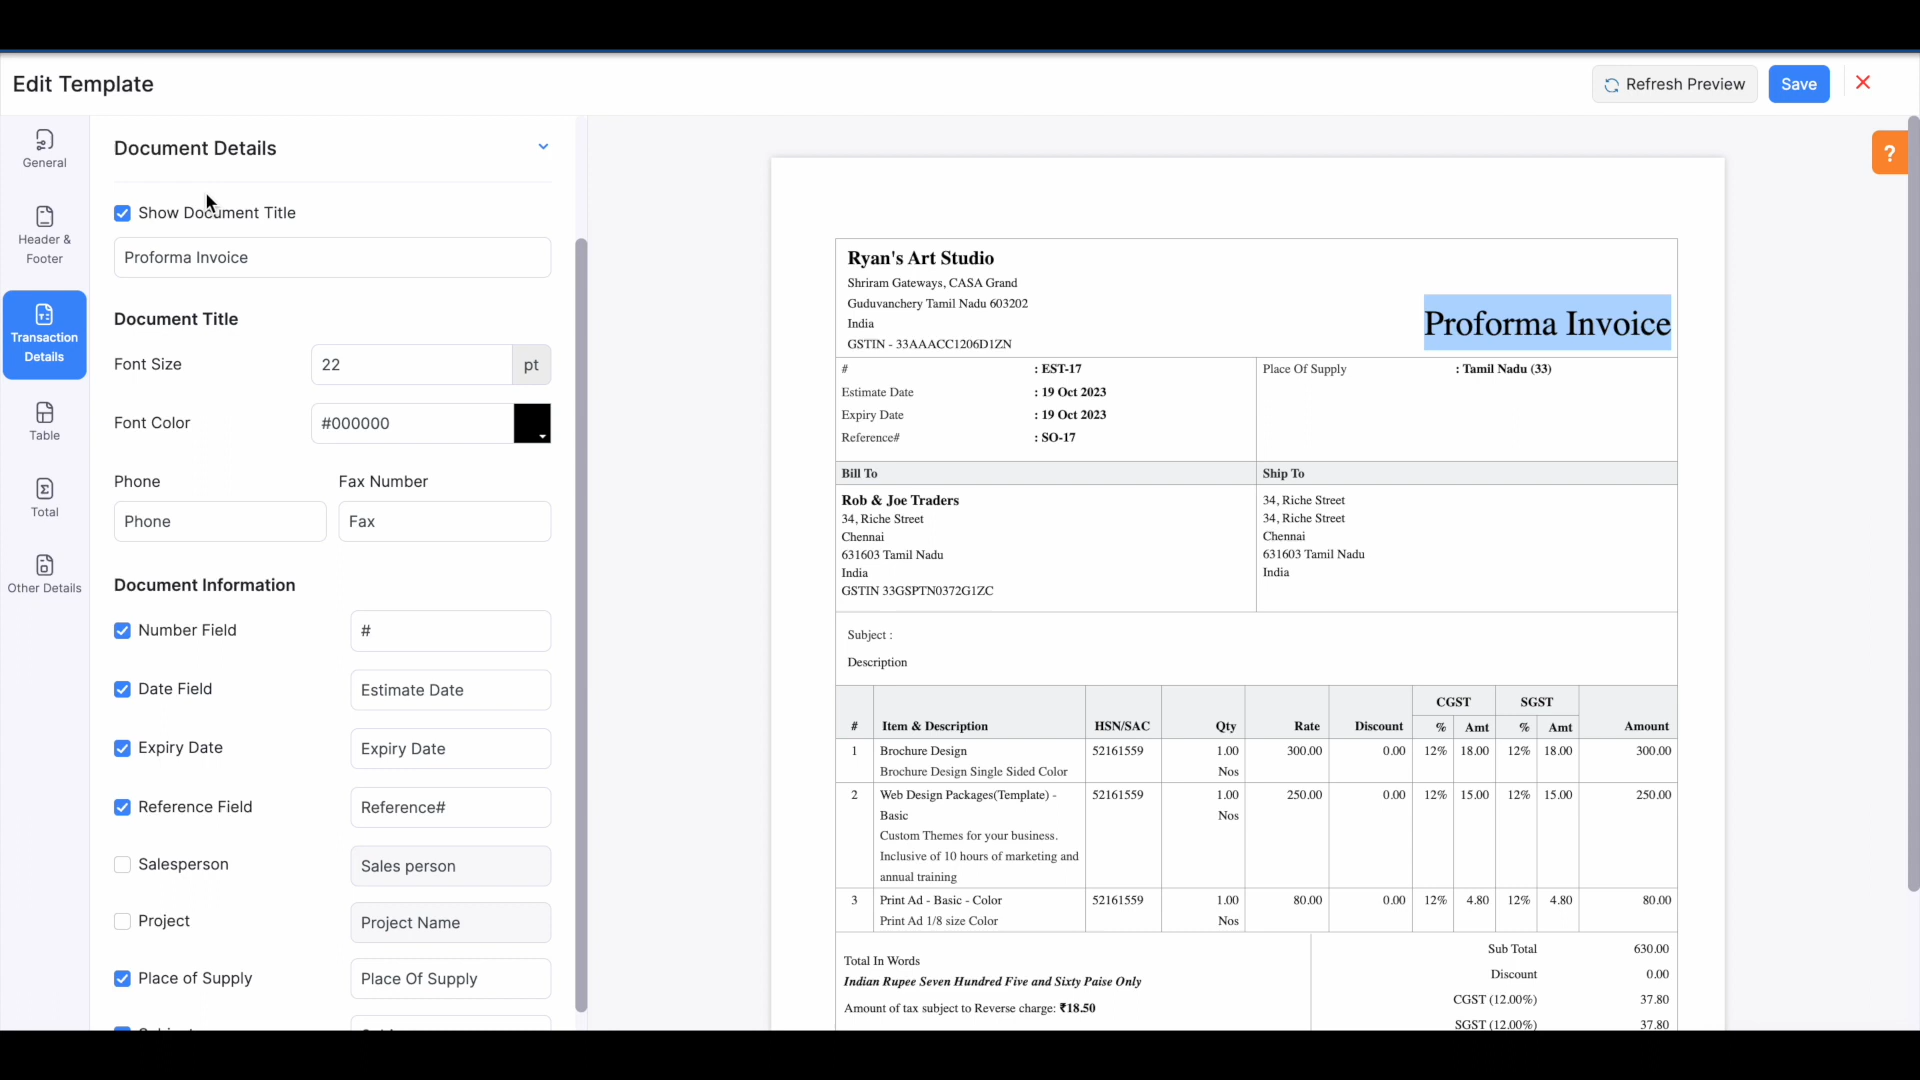 Edit Template
Refresh Preview
Save
General
Header &
Footer
Transaction
Details
Table
Total
Other Details
Document Details
Show Document Title
Proforma Invoice
Document Title
Font Size
22
pt
Font Color
#000000
Phone
Fax Number
Phone
Fax
Document Information
Number Field
#
Date Field
Estimate Date
Expiry Date
Expiry Date
Reference Field
Reference#
Salesperson
Sales person
Project
Project Name
Place of Supply
Place Of Supply
?
Ryan's Art Studio
Shriram Gateways, CASA Grand
Guduvanchery Tamil Nadu 603202
India
GSTIN - 33AAACC1206D1ZN
Proforma Invoice
# : EST-17
Estimate Date : 19 Oct 2023
Expiry Date : 19 Oct 2023
Reference# : SO-17
Place Of Supply : Tamil Nadu (33)
Bill To
Rob & Joe Traders
34, Riche Street
Chennai
631603 Tamil Nadu
India
GSTIN 33GSPTN0372G1ZC
Ship To
34, Riche Street
34, Riche Street
Chennai
631603 Tamil Nadu
India
Subject :
Description
CGST SGST
# Item & Description HSN/SAC Qty Rate Discount % Amt % Amt Amount
1 Brochure Design 52161559 1.00 300.00 0.00 12% 18.00 12% 18.00 300.00
Brochure Design Single Sided Color Nos
2 Web Design Packages(Template) - 52161559 1.00 250.00 0.00 12% 15.00 12% 15.00 250.00
Basic Nos
Custom Themes for your business.
Inclusive of 10 hours of marketing and
annual training
3 Print Ad - Basic - Color 52161559 1.00 80.00 0.00 12% 4.80 12% 4.80 80.00
Print Ad 1/8 size Color Nos
Total In Words
Indian Rupee Seven Hundred Five and Sixty Paise Only
Amount of tax subject to Reverse charge: ₹18.50
Sub Total 630.00
Discount 0.00
CGST (12.00%) 37.80
SGST (12.00%) 37.80